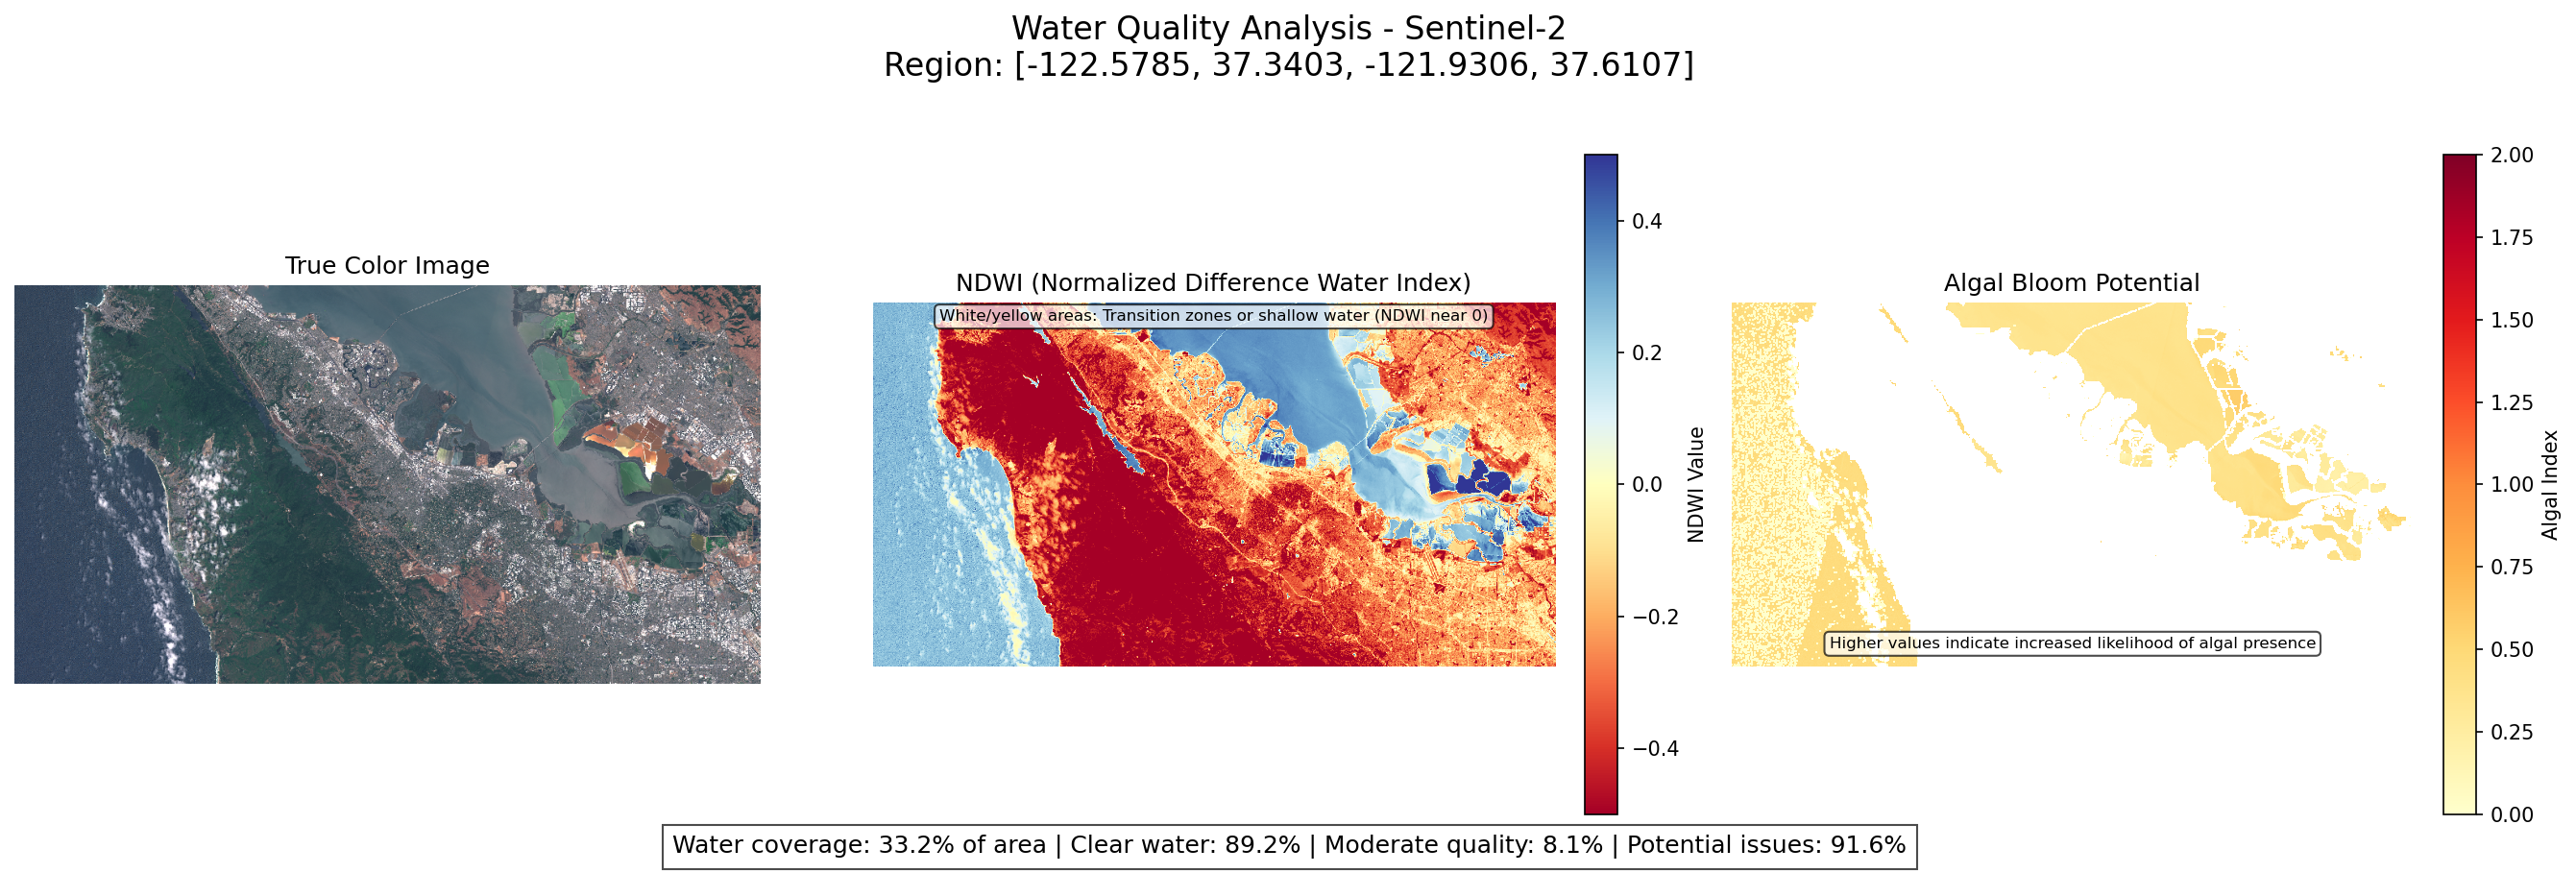 Water Quality Analysis - Sentinel-2
Region: [-122.5785, 37.3403, -121.9306, 37.6107]
True Color Image
NDWI (Normalized Difference Water Index)
White/yellow areas: Transition zones or shallow water (NDWI near 0)
0.4
0.2
0.0
−0.2
−0.4
NDWI Value
Algal Bloom Potential
Higher values indicate increased likelihood of algal presence
2.00
1.75
1.50
1.25
1.00
0.75
0.50
0.25
0.00
Algal Index
Water coverage: 33.2% of area | Clear water: 89.2% | Moderate quality: 8.1% | Potential issues: 91.6%